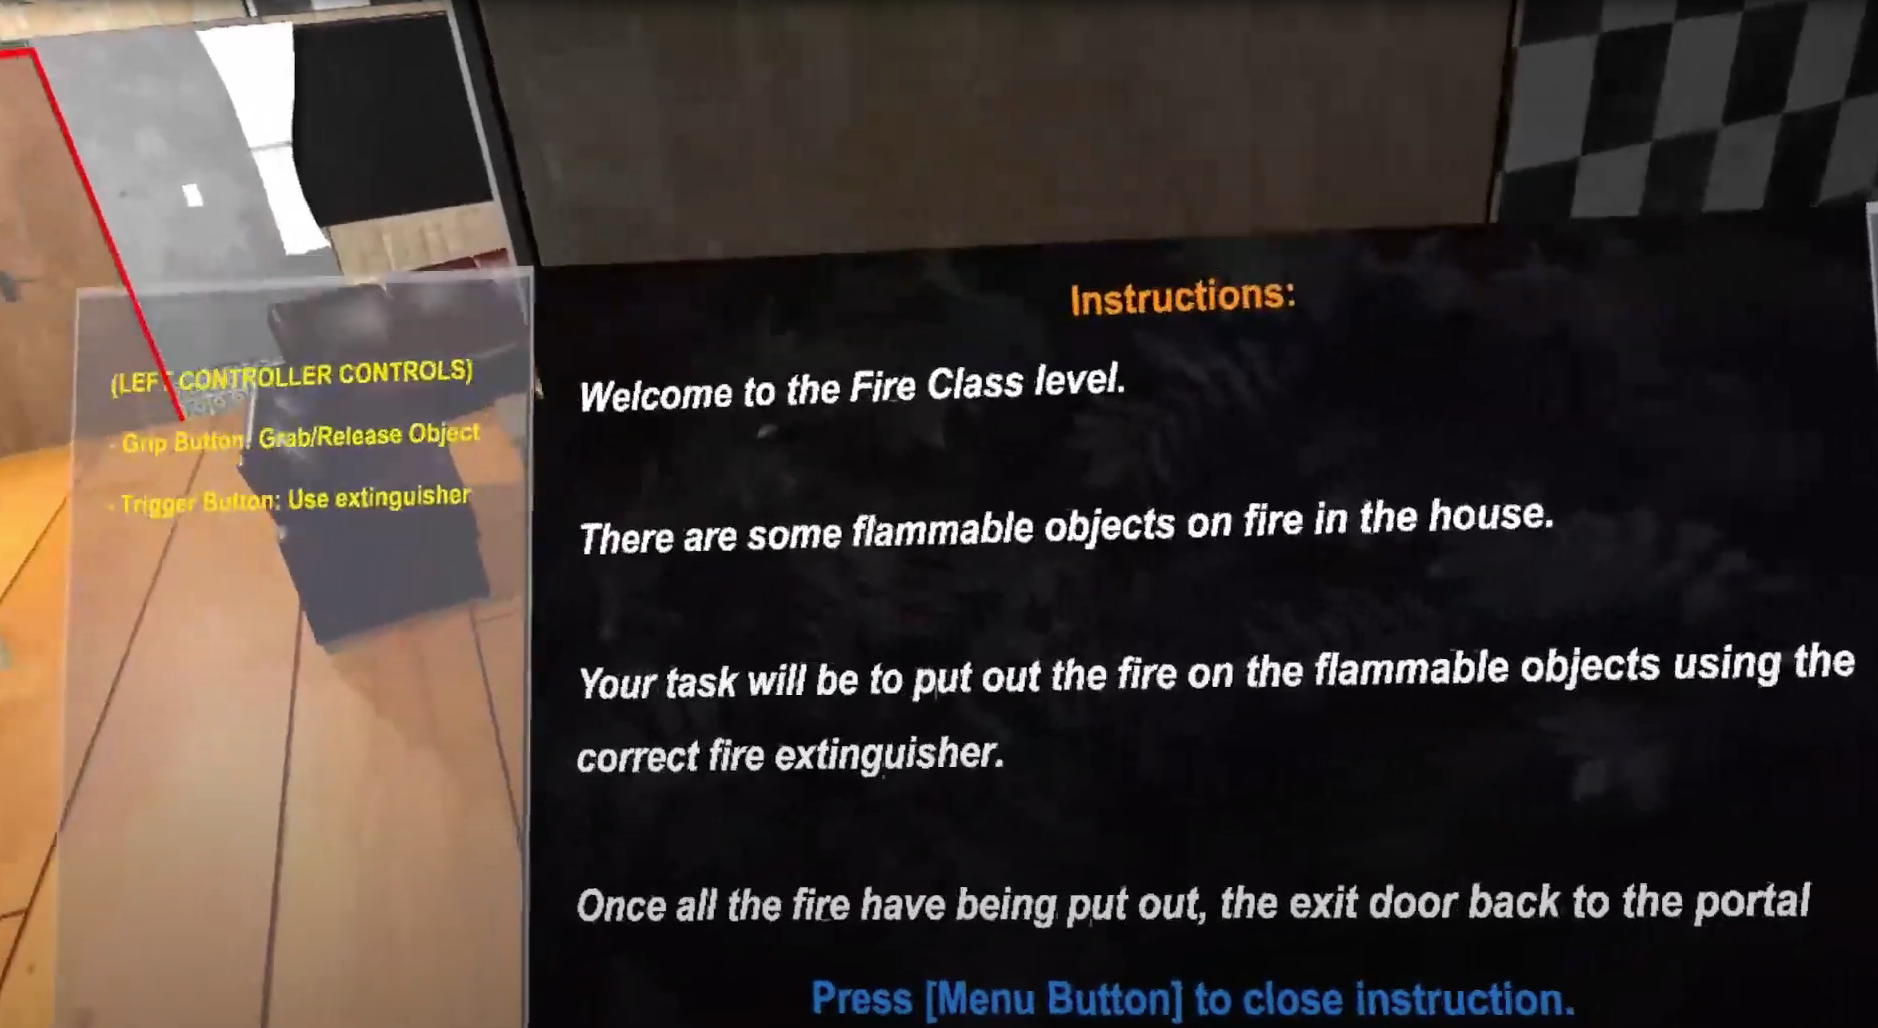 (LEFT CONTROLLER CONTROLS)
- Grip Button: Grab/Release Object
- Trigger Button: Use extinguisher
Instructions:
Welcome to the Fire Class level.
There are some flammable objects on fire in the house.
Your task will be to put out the fire on the flammable objects using the
correct fire extinguisher.
Once all the fire have being put out, the exit door back to the portal
Press [Menu Button] to close instruction.